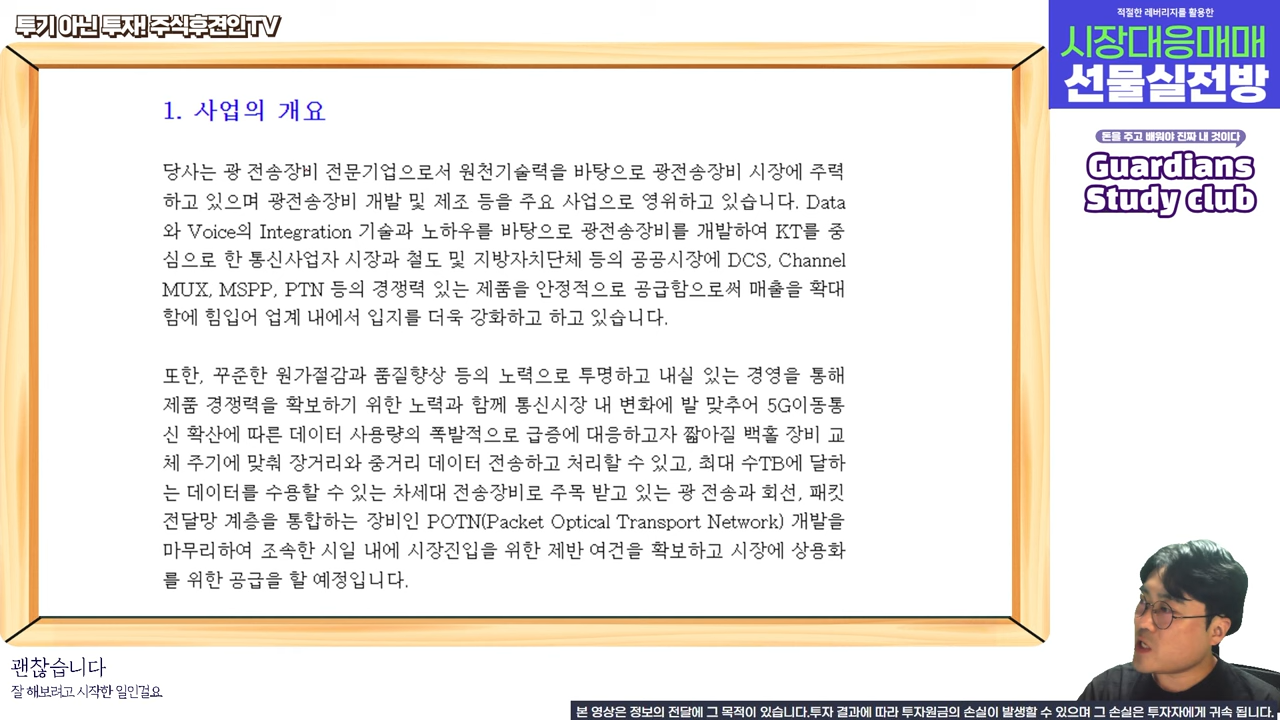 투기 아닌 투자! 주식후견인TV
적절한 레버리지를 활용한
시장대응매매
선물실전방
돈을 주고 배워야 진짜 내 것이다
Guardians
Study club
1. 사업의 개요
당사는 광 전송장비 전문기업으로서 원천기술력을 바탕으로 광전송장비 시장에 주력
하고 있으며 광전송장비 개발 및 제조 등을 주요 사업으로 영위하고 있습니다. Data
와 Voice의 Integration 기술과 노하우를 바탕으로 광전송장비를 개발하여 KT를 중
심으로 한 통신사업자 시장과 철도 및 지방자치단체 등의 공공시장에 DCS, Channel
MUX, MSPP, PTN 등의 경쟁력 있는 제품을 안정적으로 공급함으로써 매출을 확대
함에 힘입어 업계 내에서 입지를 더욱 강화하고 하고 있습니다.
또한, 꾸준한 원가절감과 품질향상 등의 노력으로 투명하고 내실 있는 경영을 통해
제품 경쟁력을 확보하기 위한 노력과 함께 통신시장 내 변화에 발 맞추어 5G이동통
신 확산에 따른 데이터 사용량의 폭발적으로 급증에 대응하고자 짧아질 백홀 장비 교
체 주기에 맞춰 장거리와 중거리 데이터 전송하고 처리할 수 있고, 최대 수TB에 달하
는 데이터를 수용할 수 있는 차세대 전송장비로 주목 받고 있는 광 전송과 회선, 패킷
전달망 계층을 통합하는 장비인 POTN(Packet Optical Transport Network) 개발을
마무리하여 조속한 시일 내에 시장진입을 위한 제반 여건을 확보하고 시장에 상용화
를 위한 공급을 할 예정입니다.
괜찮습니다
잘 해보려고 시작한 일인걸요
본 영상은 정보의 전달에 그 목적이 있습니다.투자 결과에 따라 투자원금의 손실이 발생할 수 있으며 그 손실은 투자자에게 귀속 됩니다.